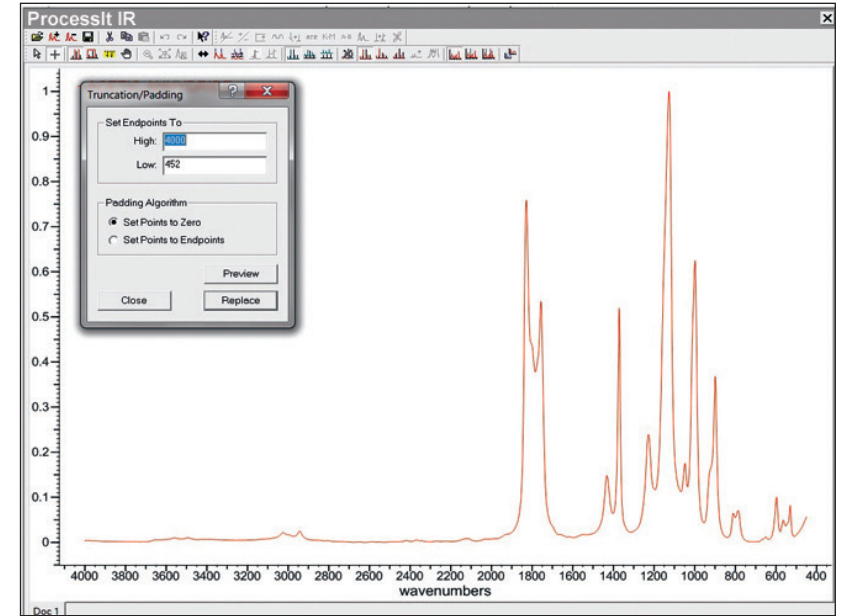 ProcessIt IR
Truncation/Padding
Set Endpoints To
High: 4000
Low: 452
Padding Algorithm
Set Points to Zero
Set Points to Endpoints
Preview
Close
Replace
1
0.9
0.8
0.7
0.6
0.5
0.4
0.3
0.2
0.1
0
4000 3800 3600 3400 3200 3000 2800 2600 2400 2200 2000 1800 1600 1400 1200 1000 800 600 400
wavenumbers
Doc 1